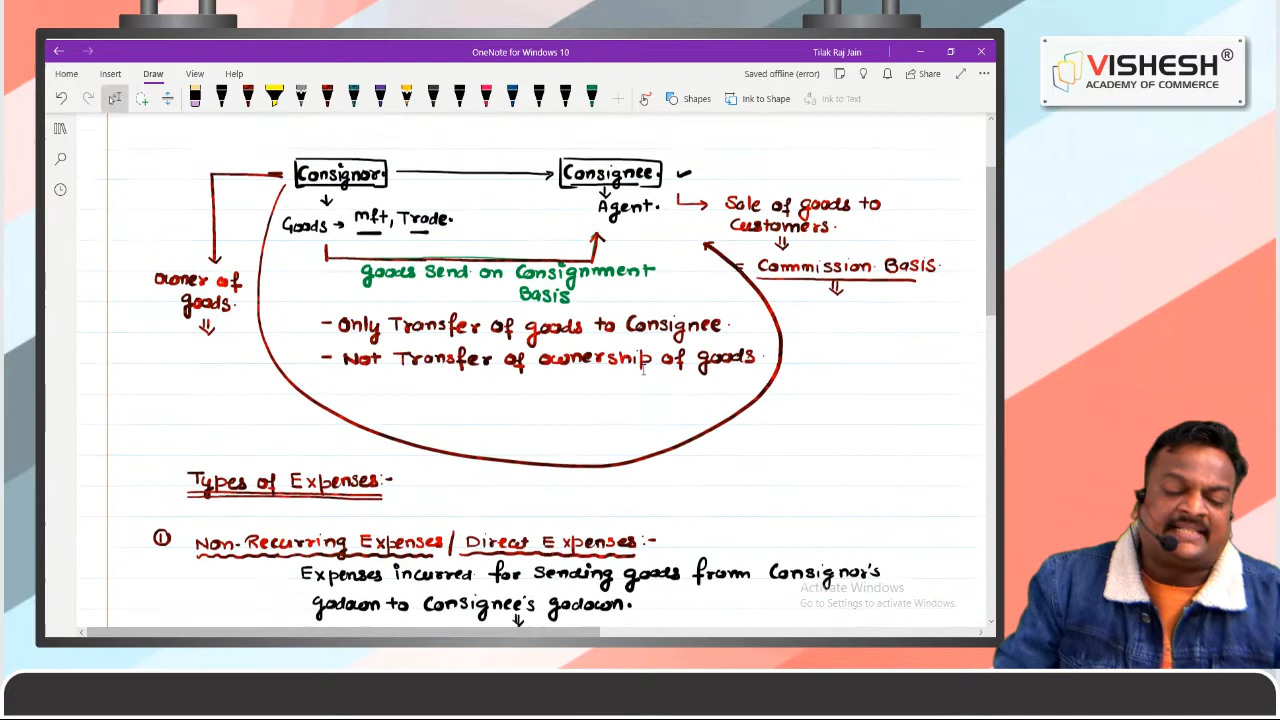 OneNote for Windows 10
Tilak Raj Jain
Home Insert Draw View Help
Saved offline (error)
Share
Shapes
Ink to Shape
Ink to Text
VISHESH®
ACADEMY OF COMMERCE
Consignor.
Consignee.
Goods → mft, Trade.
Agent.
Sale of goods to
Customers.
= Commission Basis.
owner of
goods.
goods Send on Consignment
Basis
- Only Transfer of goods to Consignee.
- Not Transfer of ownership of goods.
Types of Expenses:-
① Non-Recurring Expenses / Direct Expenses:-
Expenses incurred for sending goods from Consignor's
godown to Consignee's godown.
Activate Windows
Go to Settings to activate Windows.